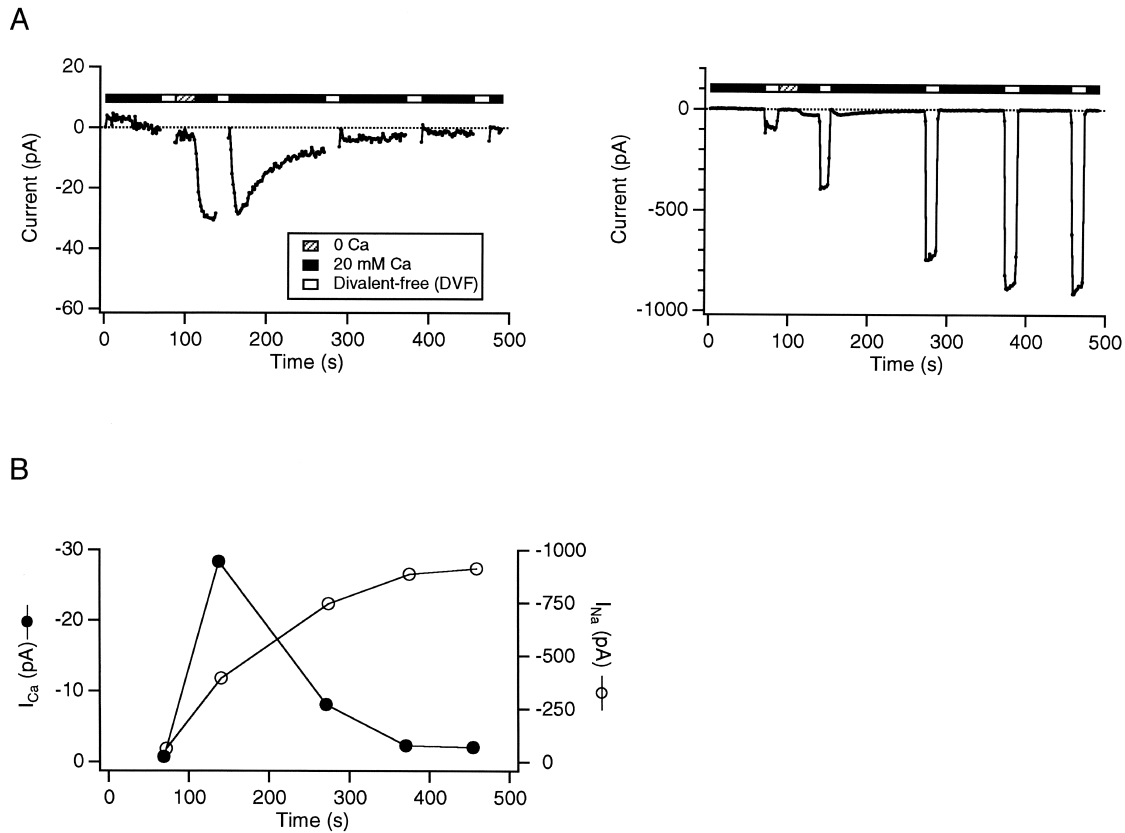 A
20
0
-20
-40
-60
Current (pA)
0 Ca
20 mM Ca
Divalent-free (DVF)
0 100 200 300 400 500
Time (s)
0
-500
-1000
Current (pA)
0 100 200 300 400 500
Time (s)
B
-30
-20
-10
0
I_Ca (pA)
-1000
-750
-500
-250
0
I_Na (pA)
0 100 200 300 400 500
Time (s)